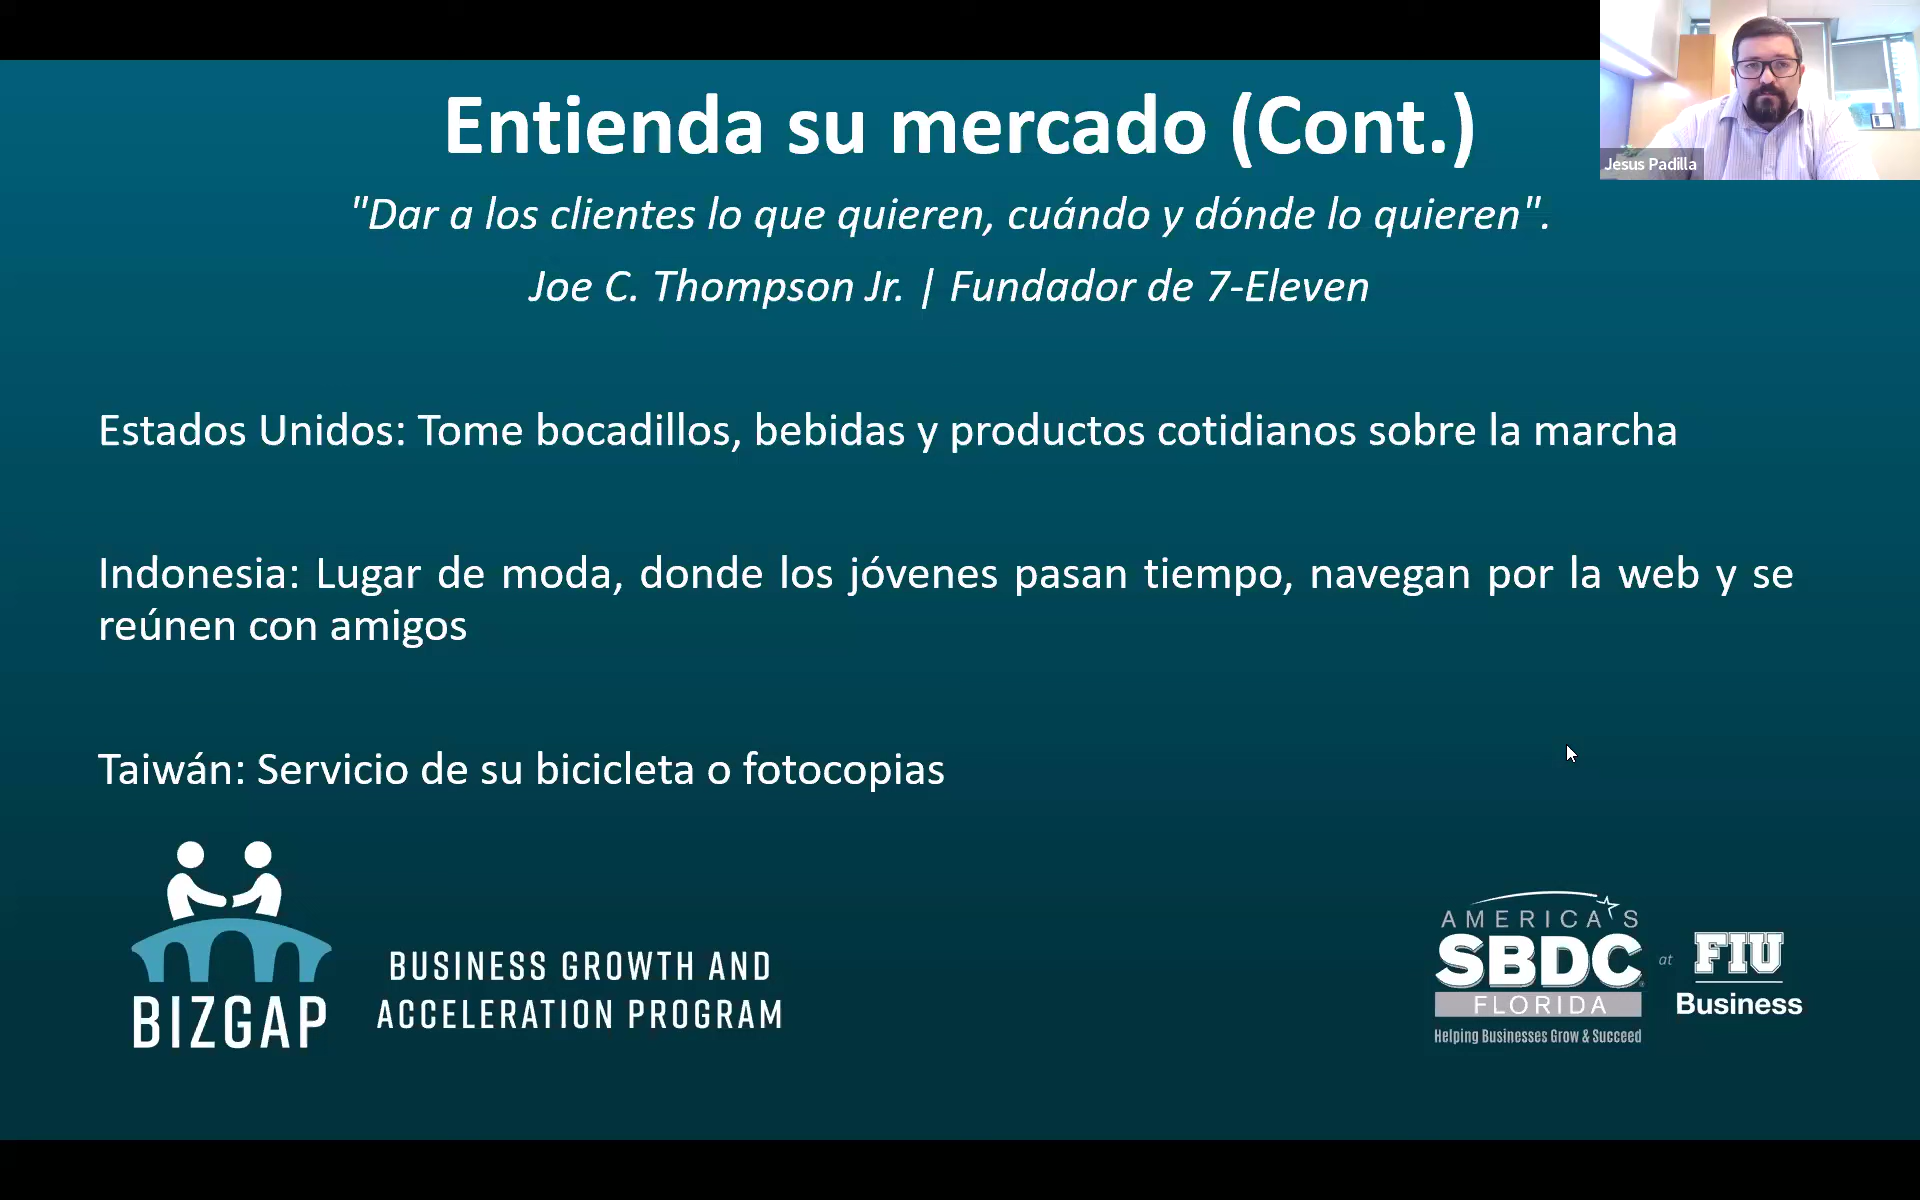 Entienda su mercado (Cont.)
"Dar a los clientes lo que quieren, cuándo y dónde lo quieren".
Joe C. Thompson Jr. | Fundador de 7-Eleven
Estados Unidos: Tome bocadillos, bebidas y productos cotidianos sobre la marcha
Indonesia: Lugar de moda, donde los jóvenes pasan tiempo, navegan por la web y se
reúnen con amigos
Taiwán: Servicio de su bicicleta o fotocopias
BIZGAP
BUSINESS GROWTH AND
ACCELERATION PROGRAM
AMERICA'S
SBDC
FLORIDA
Helping Businesses Grow & Succeed
at
FIU
Business
Jesus Padilla